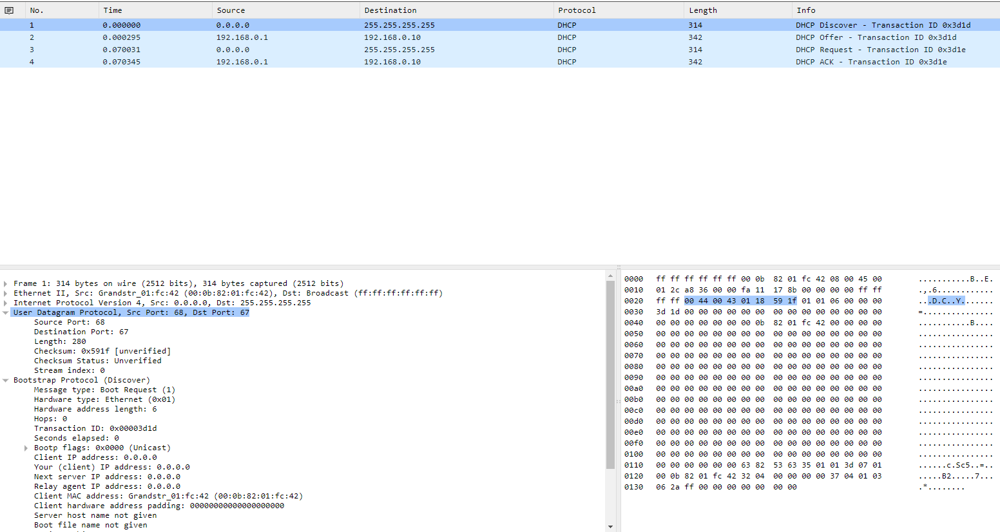 No. Time Source Destination Protocol Length Info
1 0.000000 0.0.0.0 255.255.255.255 DHCP 314 DHCP Discover - Transaction ID 0x3d1d
2 0.000295 192.168.0.1 192.168.0.10 DHCP 342 DHCP Offer - Transaction ID 0x3d1d
3 0.070031 0.0.0.0 255.255.255.255 DHCP 314 DHCP Request - Transaction ID 0x3d1e
4 0.070345 192.168.0.1 192.168.0.10 DHCP 342 DHCP ACK - Transaction ID 0x3d1e
Frame 1: 314 bytes on wire (2512 bits), 314 bytes captured (2512 bits)
Ethernet II, Src: Grandstr_01:fc:42 (00:0b:82:01:fc:42), Dst: Broadcast (ff:ff:ff:ff:ff:ff)
Internet Protocol Version 4, Src: 0.0.0.0, Dst: 255.255.255.255
User Datagram Protocol, Src Port: 68, Dst Port: 67
Source Port: 68
Destination Port: 67
Length: 280
Checksum: 0x591f [unverified]
Checksum Status: Unverified
Stream index: 0
Bootstrap Protocol (Discover)
Message type: Boot Request (1)
Hardware type: Ethernet (0x01)
Hardware address length: 6
Hops: 0
Transaction ID: 0x00003d1d
Seconds elapsed: 0
Bootp flags: 0x0000 (Unicast)
Client IP address: 0.0.0.0
Your (client) IP address: 0.0.0.0
Next server IP address: 0.0.0.0
Relay agent IP address: 0.0.0.0
Client MAC address: Grandstr_01:fc:42 (00:0b:82:01:fc:42)
Client hardware address padding: 00000000000000000000
Server host name not given
Boot file name not given
0000 ff ff ff ff ff ff 00 0b 82 01 fc 42 08 00 45 00 ...........B..E.
0010 01 2c a8 36 00 00 fa 11 17 8b 00 00 00 00 ff ff .,.6............
0020 ff ff 00 44 00 43 01 18 59 1f 01 01 06 00 00 00 ...D.C..Y.......
0030 3d 1d 00 00 00 00 00 00 00 00 00 00 00 00 00 00 =...............
0040 00 00 00 00 00 00 00 0b 82 01 fc 42 00 00 00 00 ...........B....
0050 00 00 00 00 00 00 00 00 00 00 00 00 00 00 00 00 ................
0060 00 00 00 00 00 00 00 00 00 00 00 00 00 00 00 00 ................
0070 00 00 00 00 00 00 00 00 00 00 00 00 00 00 00 00 ................
0080 00 00 00 00 00 00 00 00 00 00 00 00 00 00 00 00 ................
0090 00 00 00 00 00 00 00 00 00 00 00 00 00 00 00 00 ................
00a0 00 00 00 00 00 00 00 00 00 00 00 00 00 00 00 00 ................
00b0 00 00 00 00 00 00 00 00 00 00 00 00 00 00 00 00 ................
00c0 00 00 00 00 00 00 00 00 00 00 00 00 00 00 00 00 ................
00d0 00 00 00 00 00 00 00 00 00 00 00 00 00 00 00 00 ................
00e0 00 00 00 00 00 00 00 00 00 00 00 00 00 00 00 00 ................
00f0 00 00 00 00 00 00 00 00 00 00 00 00 00 00 00 00 ................
0100 00 00 00 00 00 00 00 00 00 00 00 00 00 00 00 00 ................
0110 00 00 00 00 00 00 63 82 53 63 35 01 01 3d 07 01 ......c.Sc5..=..
0120 00 0b 82 01 fc 42 32 04 00 00 00 00 37 04 01 03 .....B2.....7...
0130 06 2a ff 00 00 00 00 00 00 00 .*........